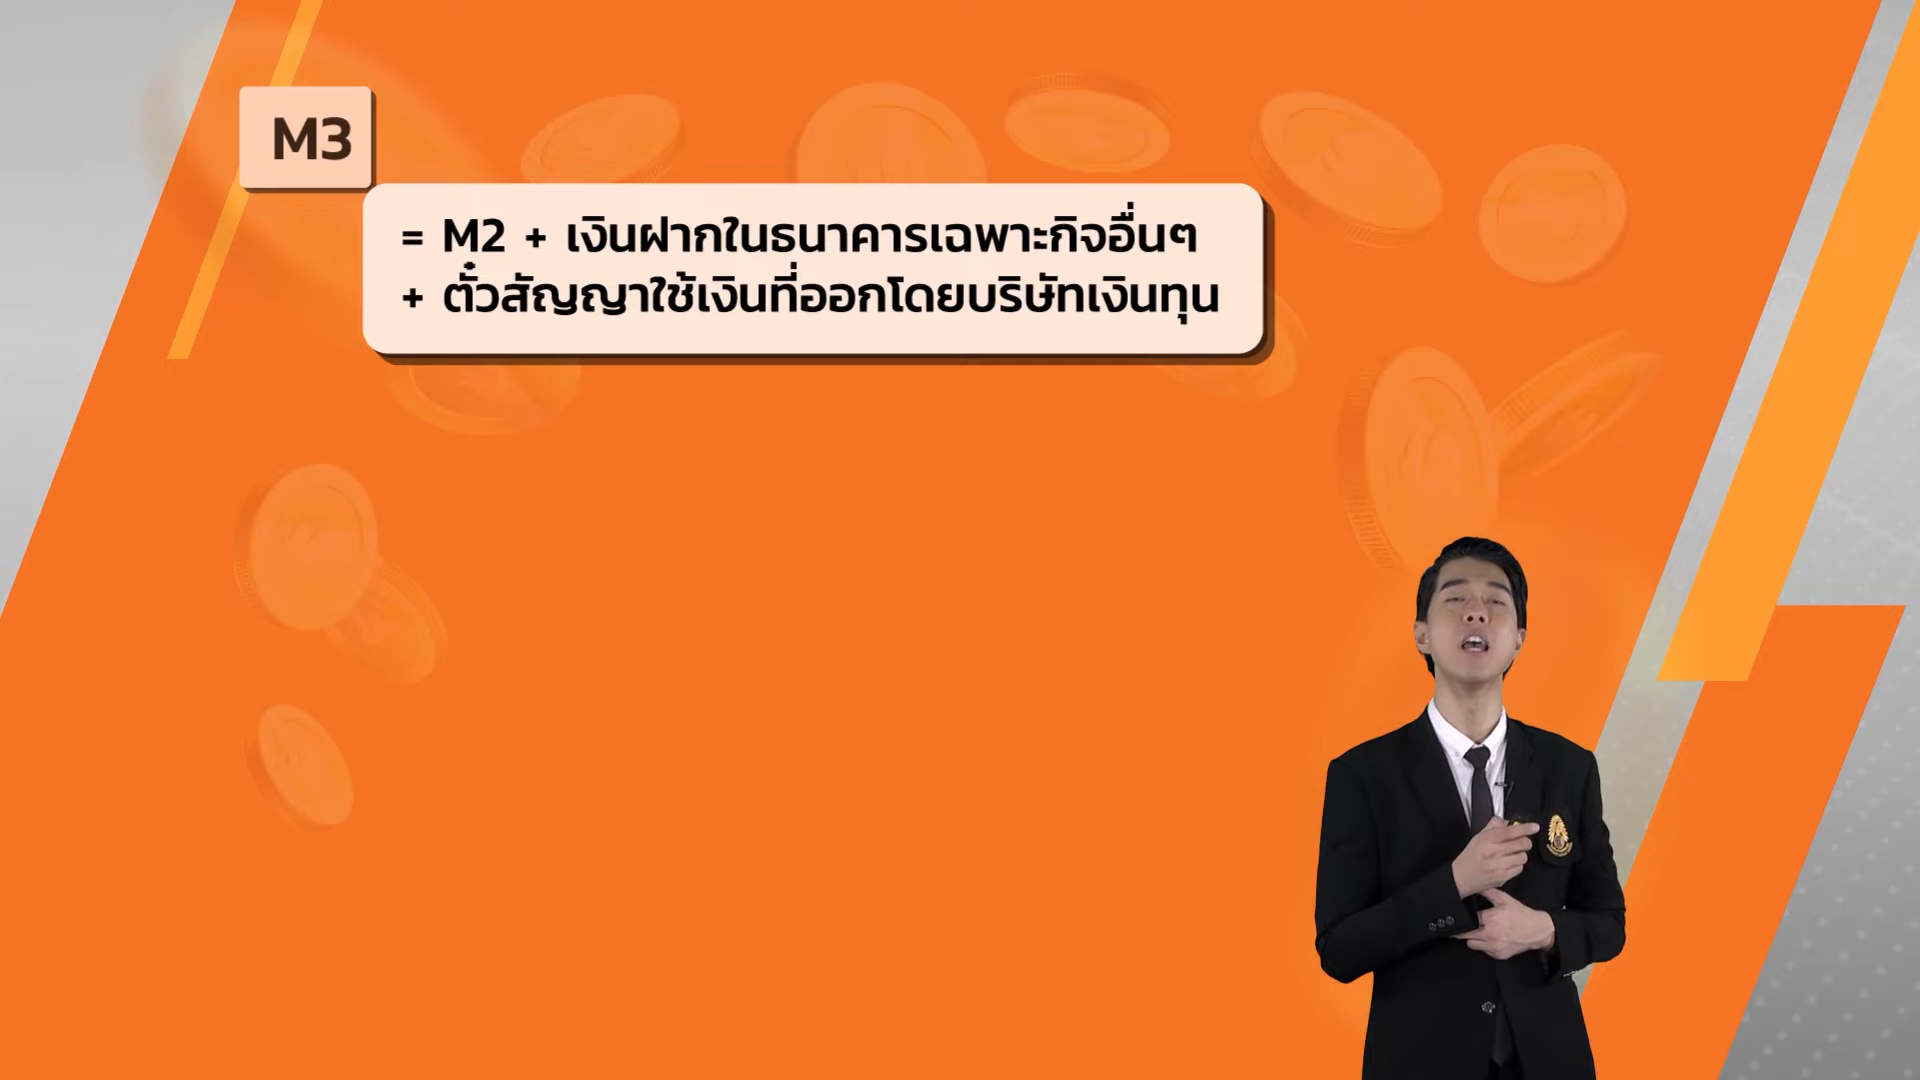 M3
= M2 + เงินฝากในธนาคารเฉพาะกิจอื่นๆ
+ ตั๋วสัญญาใช้เงินที่ออกโดยบริษัทเงินทุน